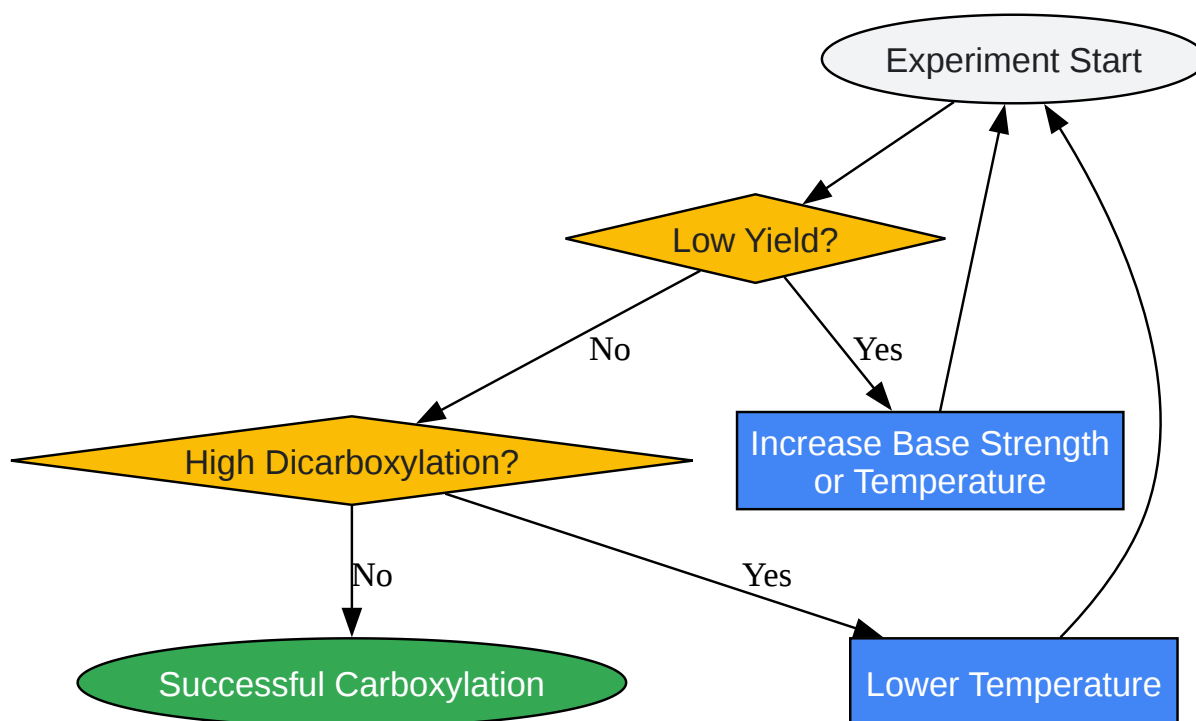 Experiment Start
Low Yield?
No
Yes
Increase Base Strength
or Temperature
High Dicarboxylation?
No
Yes
Successful Carboxylation
Lower Temperature